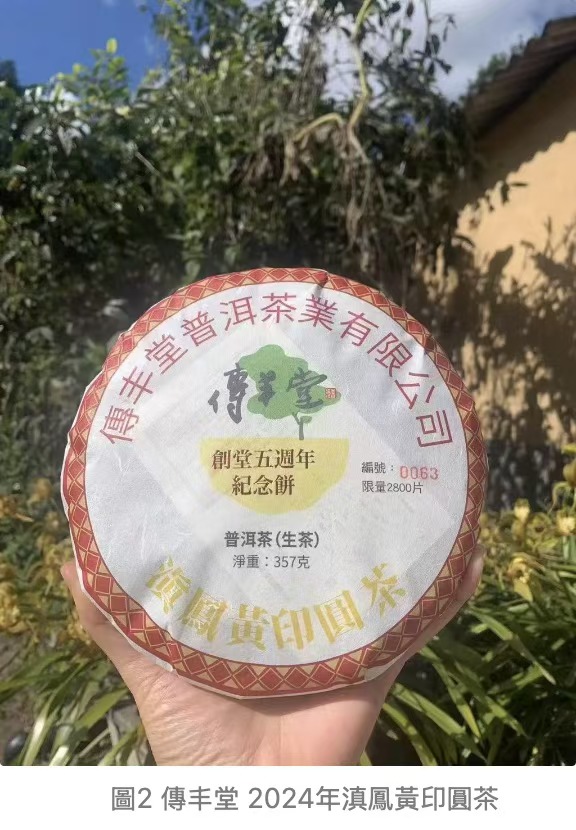 傳丰堂普洱茶業有限公司
傳丰堂
創堂五週年
紀念餅
編號：0063
限量2800片
普洱茶(生茶)
淨重：357克
滇鳳黃印圓茶
圖2 傳丰堂 2024年滇鳳黃印圓茶